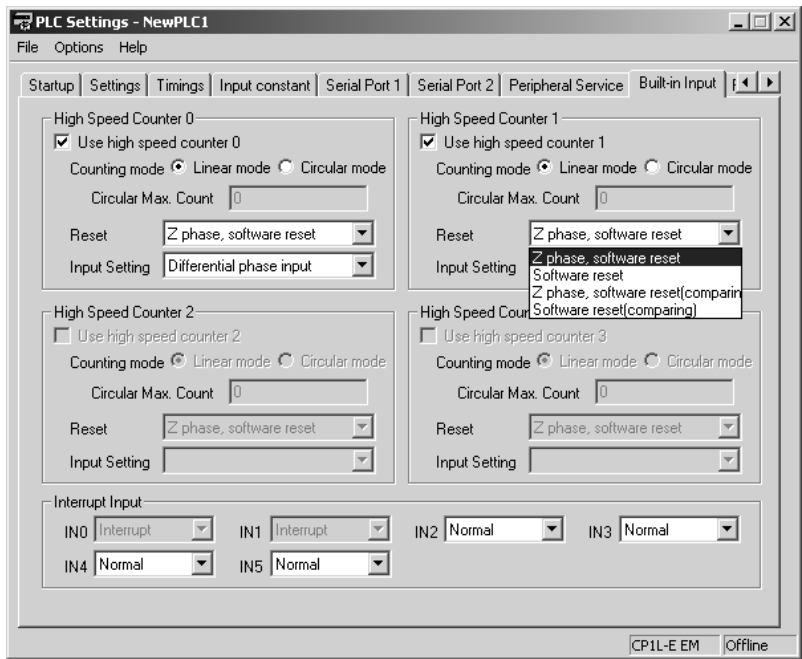 PLC Settings - NewPLC1
File Options Help
Startup Settings Timings Input constant Serial Port 1 Serial Port 2 Peripheral Service Built-in Input
High Speed Counter 0
Use high speed counter 0
Counting mode Linear mode Circular mode
Circular Max. Count 0
Reset Z phase, software reset
Input Setting Differential phase input
High Speed Counter 1
Use high speed counter 1
Counting mode Linear mode Circular mode
Circular Max. Count 0
Reset Z phase, software reset
Input Setting
Z phase, software reset
Software reset
Z phase, software reset(comparin
Software reset(comparing)
High Speed Counter 2
Use high speed counter 2
Counting mode Linear mode Circular mode
Circular Max. Count 0
Reset Z phase, software reset
Input Setting
High Speed Coun
Use high speed counter 3
Counting mode Linear mode Circular mode
Circular Max. Count 0
Reset Z phase, software reset
Input Setting
Interrupt Input
IN0 Interrupt IN1 Interrupt IN2 Normal IN3 Normal
IN4 Normal IN5 Normal
CP1L-E EM Offline